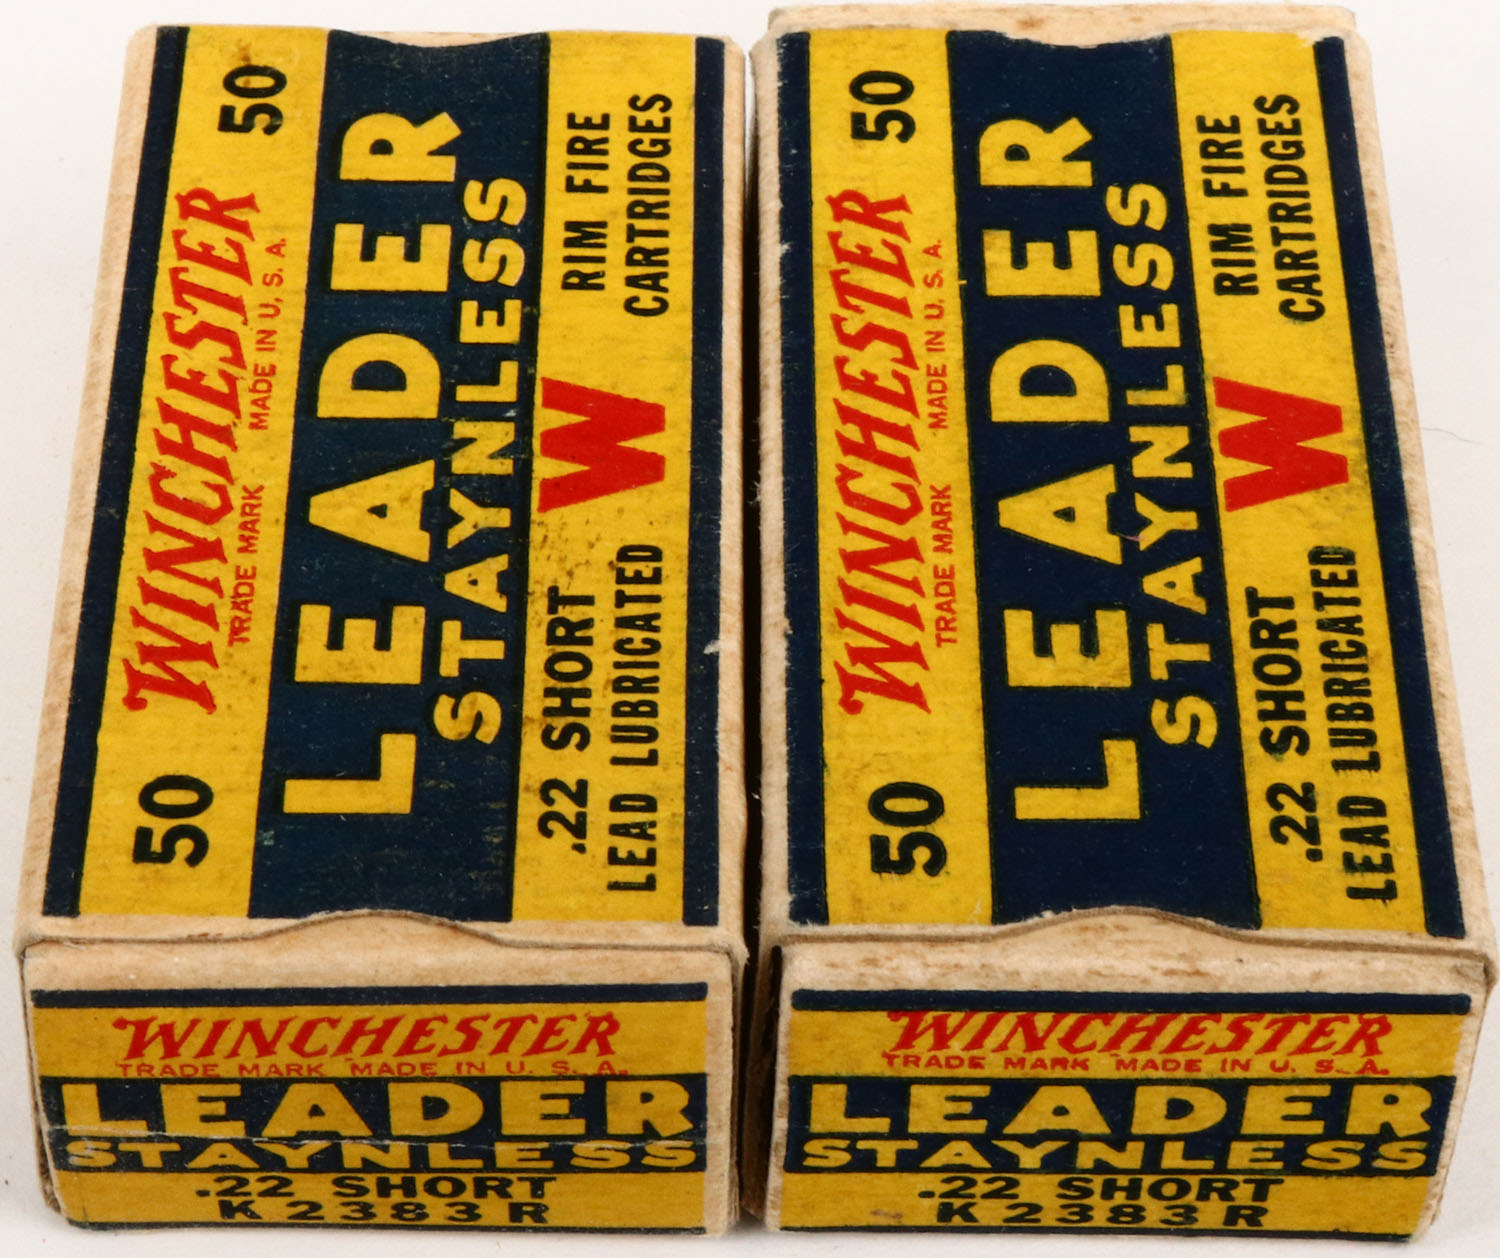 50 WINCHESTER 50
TRADE MARK MADE IN U. S. A.
LEADER
STAYNLESS
.22 SHORT W RIM FIRE
LEAD LUBRICATED CARTRIDGES
WINCHESTER
TRADE MARK MADE IN U. S. A.
LEADER
STAYNLESS
.22 SHORT
K2383R
50 WINCHESTER 50
TRADE MARK MADE IN U. S. A.
LEADER
STAYNLESS
.22 SHORT W RIM FIRE
LEAD LUBRICATED CARTRIDGES
WINCHESTER
TRADE MARK MADE IN U. S. A.
LEADER
STAYNLESS
.22 SHORT
K2383R